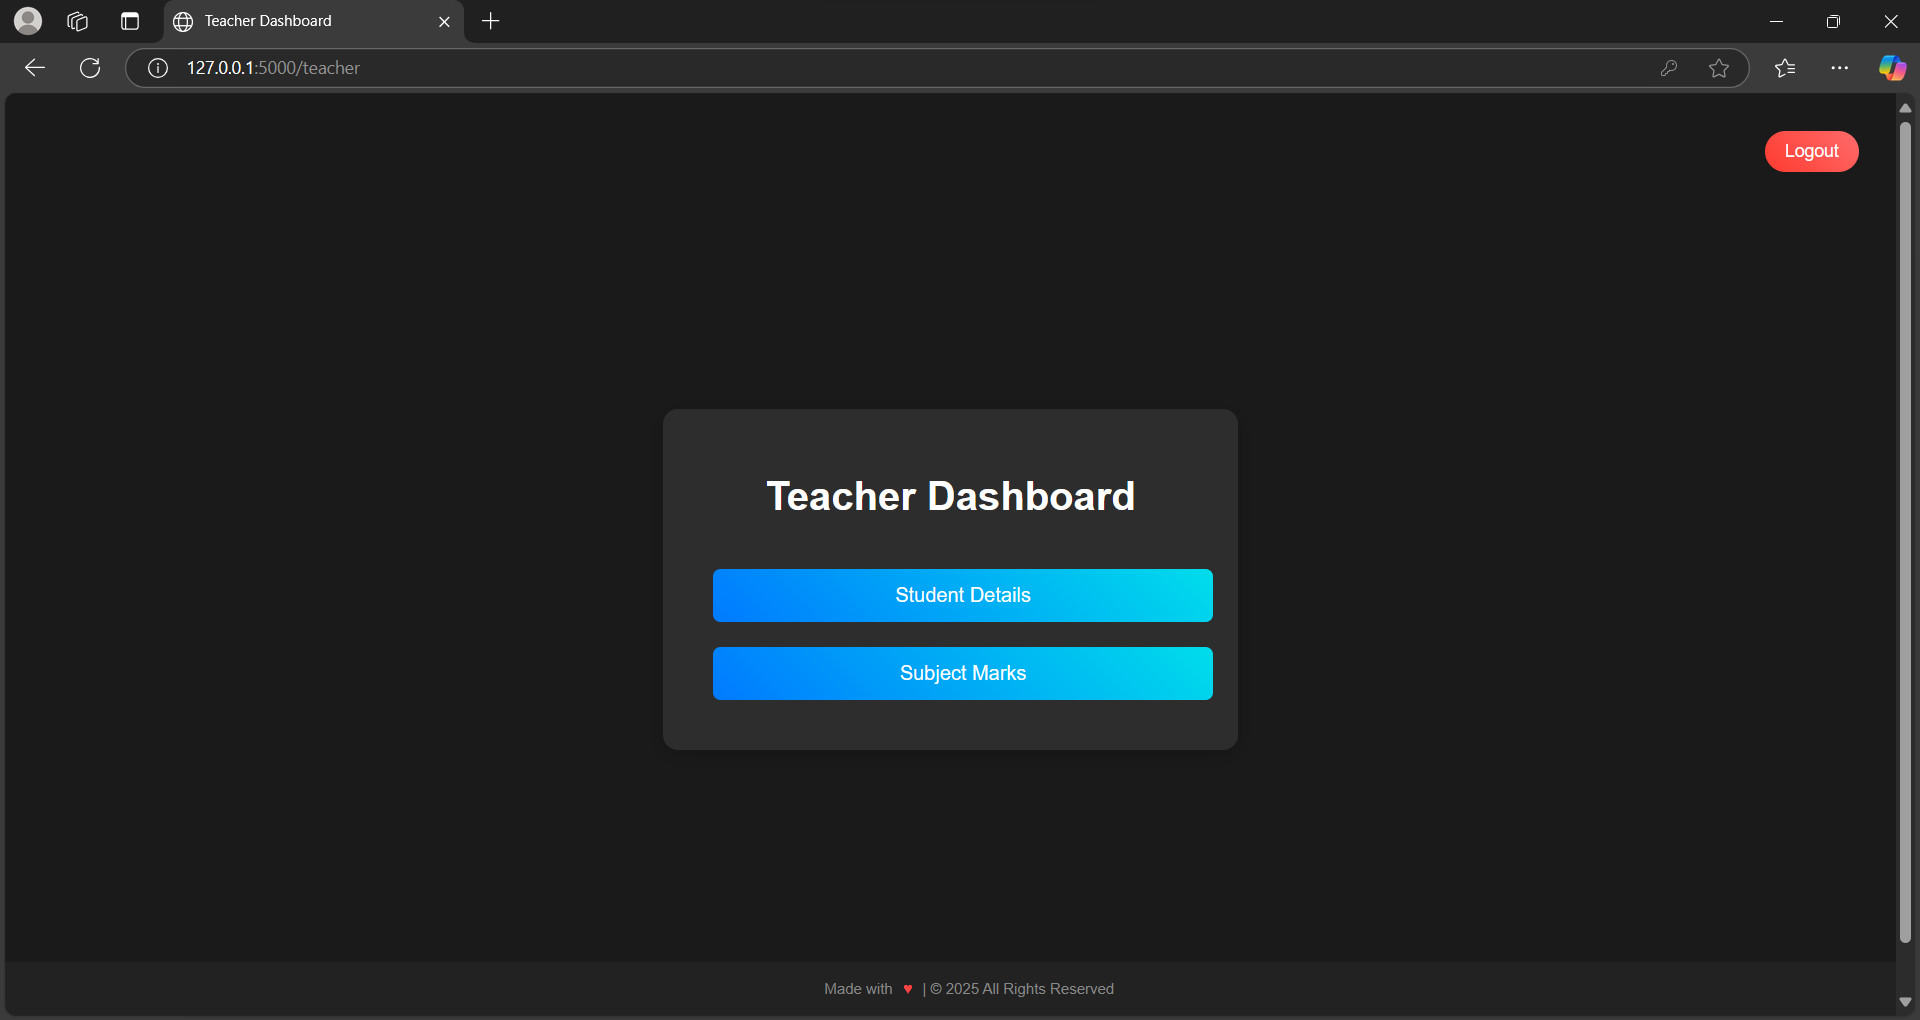 Teacher Dashboard
127.0.0.1:5000/teacher
Logout
Teacher Dashboard
Student Details
Subject Marks
Made with ♥ | © 2025 All Rights Reserved